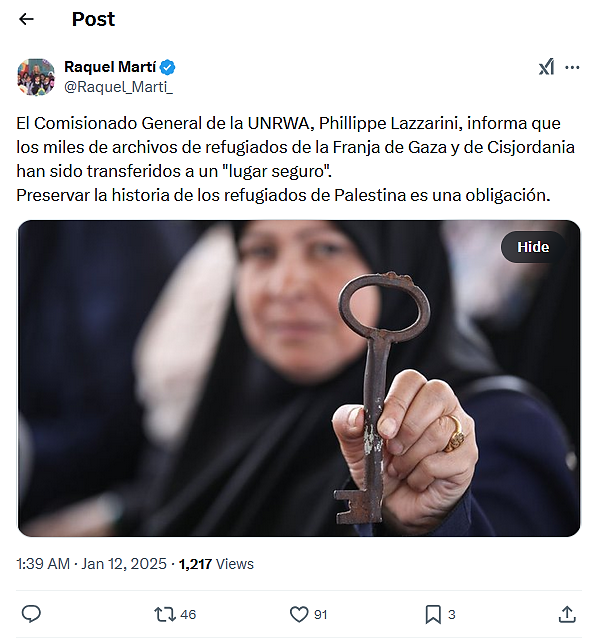 Post
Raquel Martí
@Raquel_Marti_
El Comisionado General de la UNRWA, Phillippe Lazzarini, informa que
los miles de archivos de refugiados de la Franja de Gaza y de Cisjordania
han sido transferidos a un "lugar seguro".
Preservar la historia de los refugiados de Palestina es una obligación.
Hide
1:39 AM · Jan 12, 2025 · 1,217 Views
46 91 3